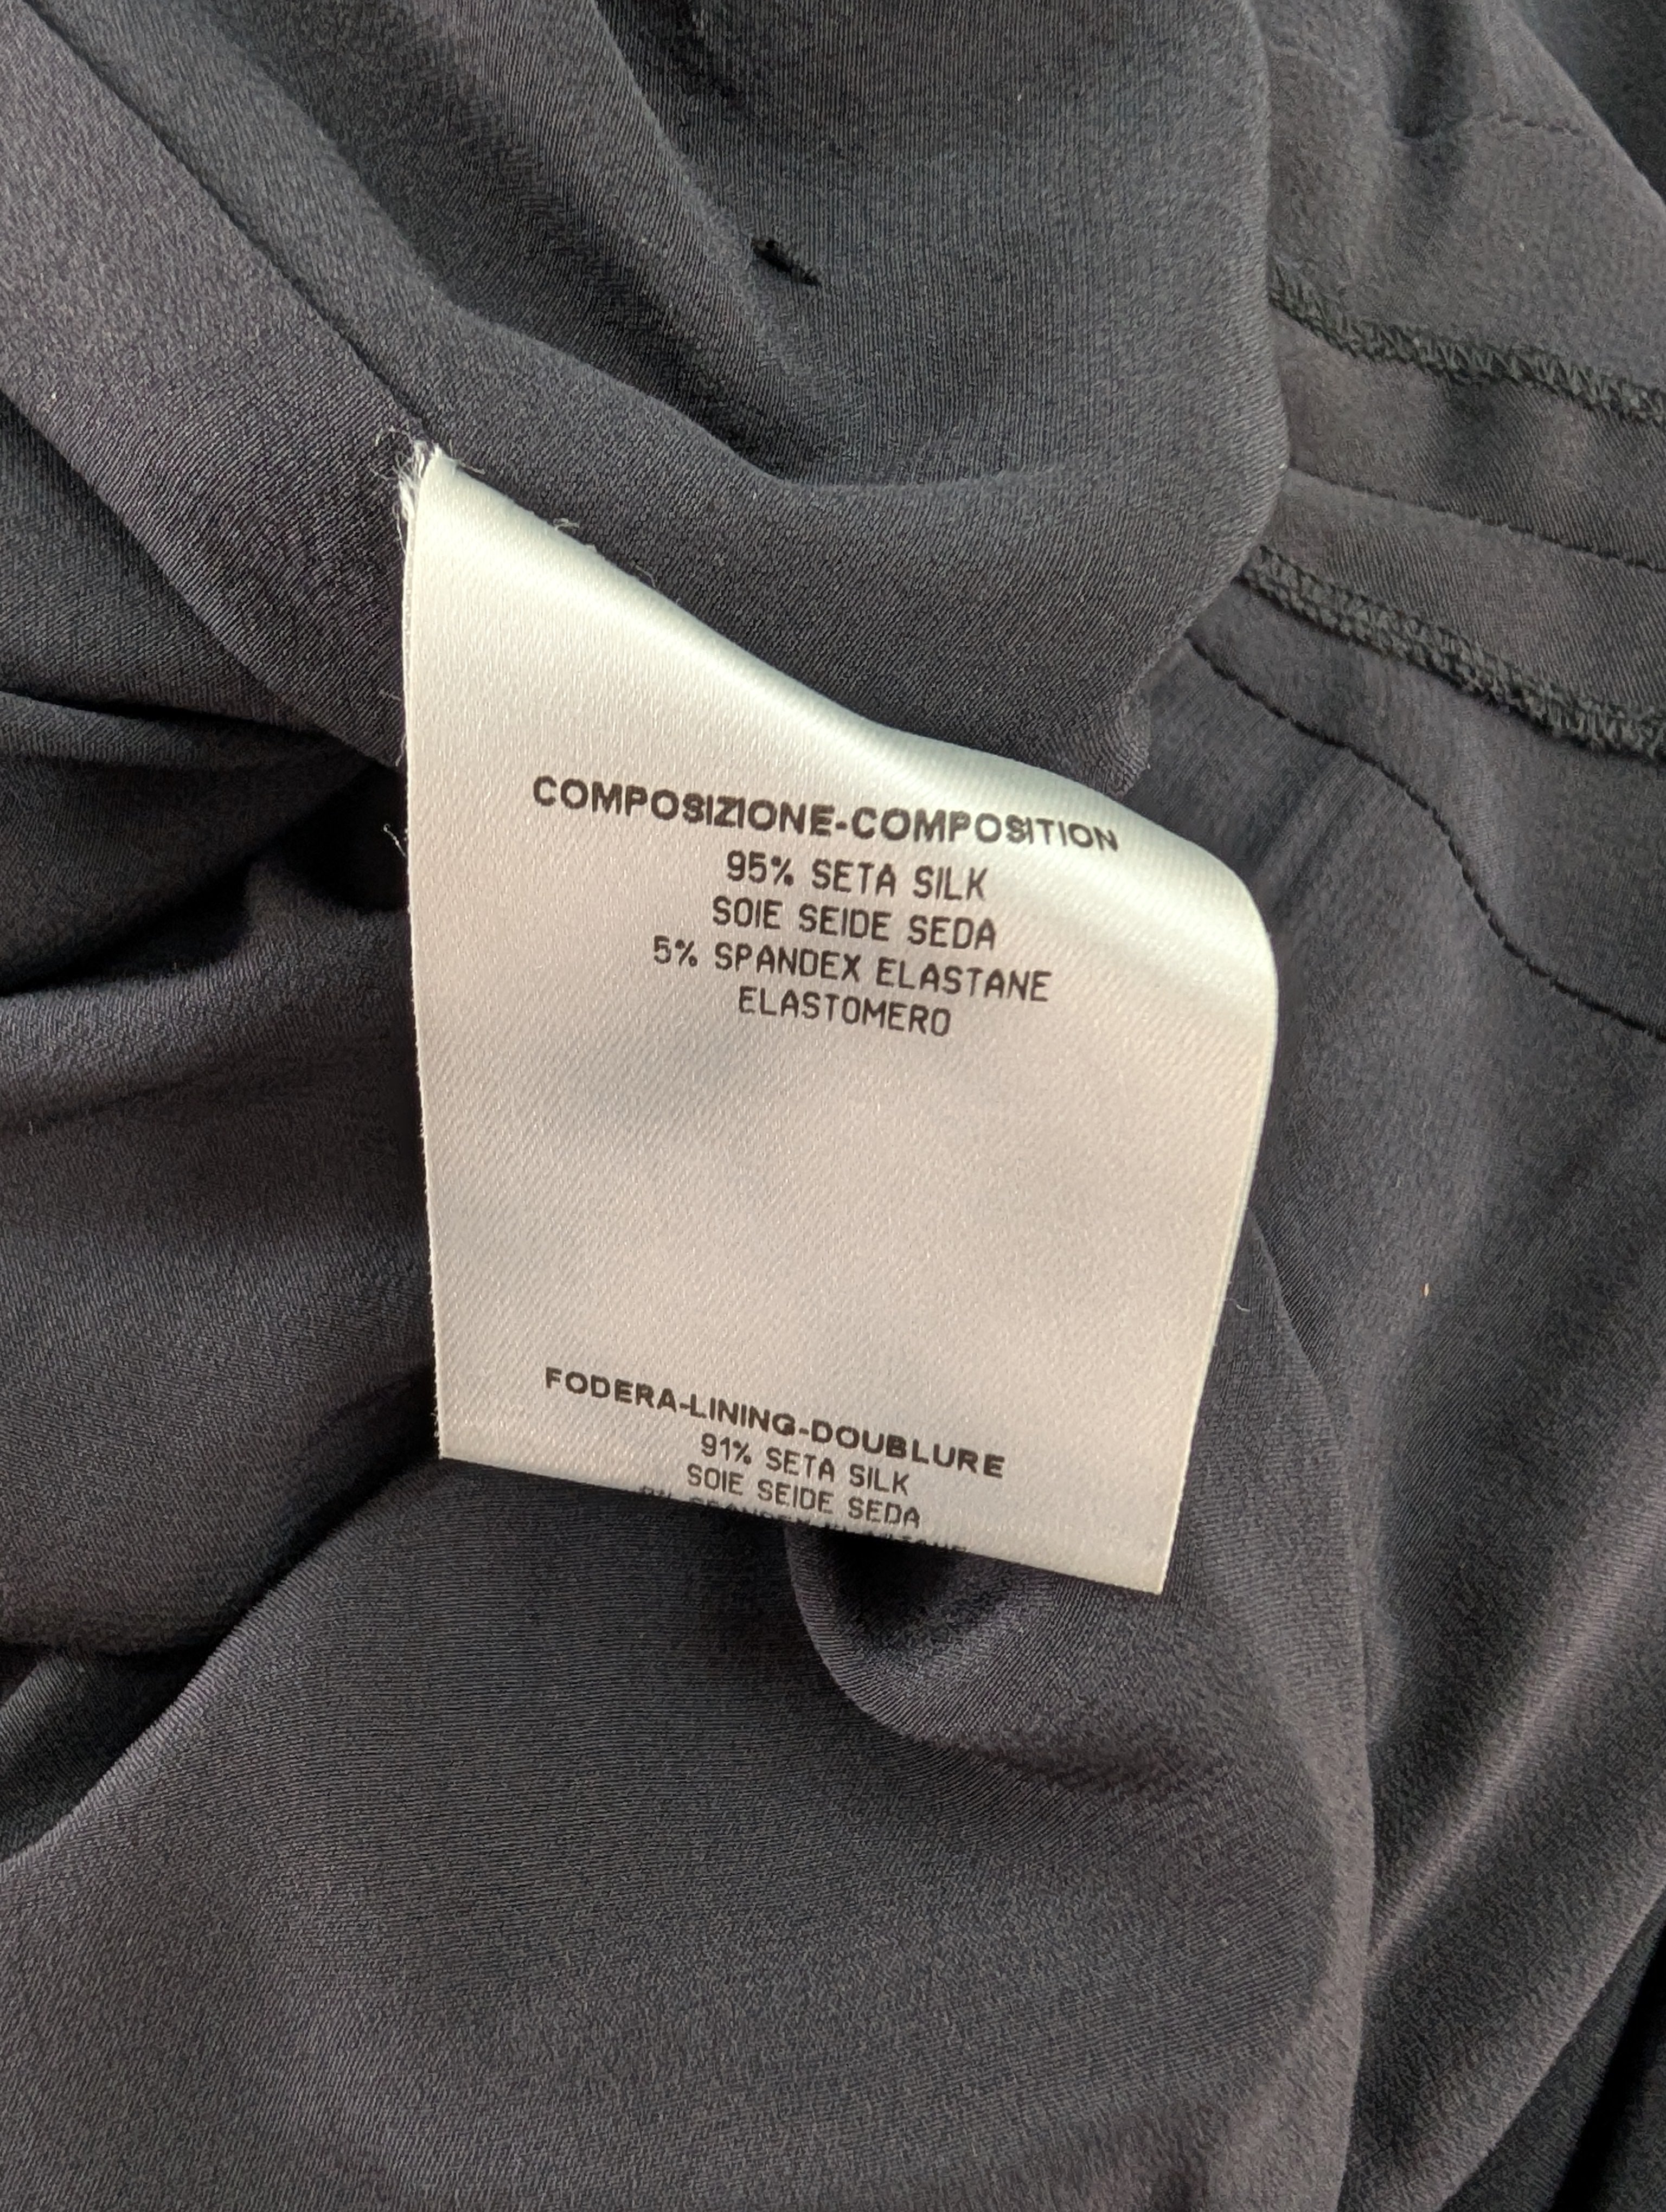 COMPOSIZIONE-COMPOSITION
95% SETA SILK
SOIE SEIDE SEDA
5% SPANDEX ELASTANE
ELASTOMERO
FODERA-LINING-DOUBLURE
91% SETA SILK
SOIE SEIDE SEDA